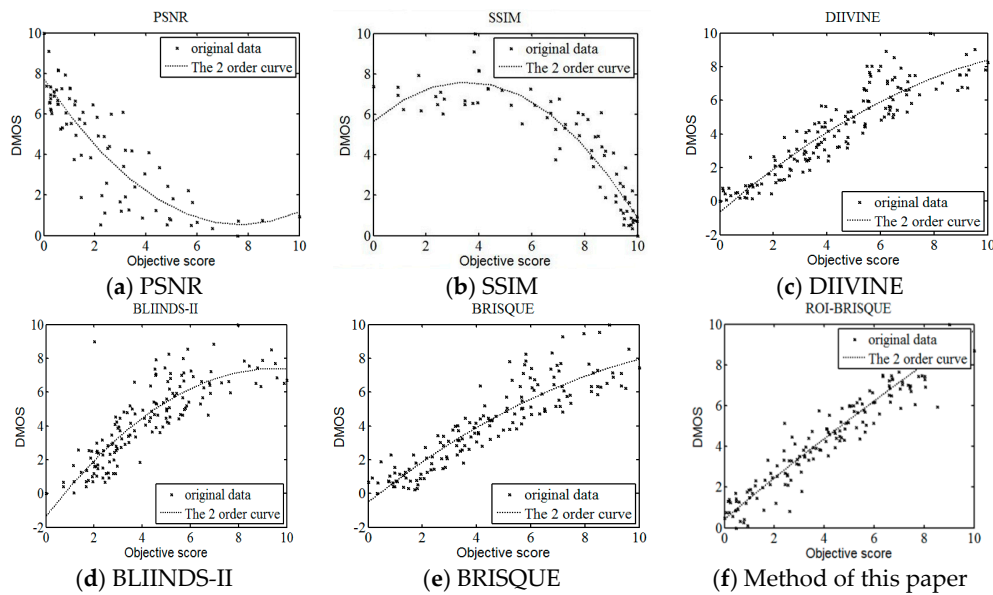 PSNR
10
8
6
4
2
0
DMOS
original data
The 2 order curve
0 2 4 6 8 10
Objective score
(a) PSNR
SSIM
10
8
6
4
2
0
DMOS
original data
The 2 order curve
0 2 4 6 8 10
Objective score
(b) SSIM
DIIVINE
10
8
6
4
2
0
-2
DMOS
original data
The 2 order curve
0 2 4 6 8 10
Objective score
(c) DIIVINE
BLIINDS-II
10
8
6
4
2
0
-2
DMOS
original data
The 2 order curve
0 2 4 6 8 10
Objective score
(d) BLIINDS-II
BRISQUE
10
8
6
4
2
0
-2
DMOS
original data
The 2 order curve
0 2 4 6 8 10
Objective score
(e) BRISQUE
ROI-BRISQUE
10
8
6
4
2
0
DMOS
original data
The 2 order curve
0 2 4 6 8 10
Objective score
(f) Method of this paper